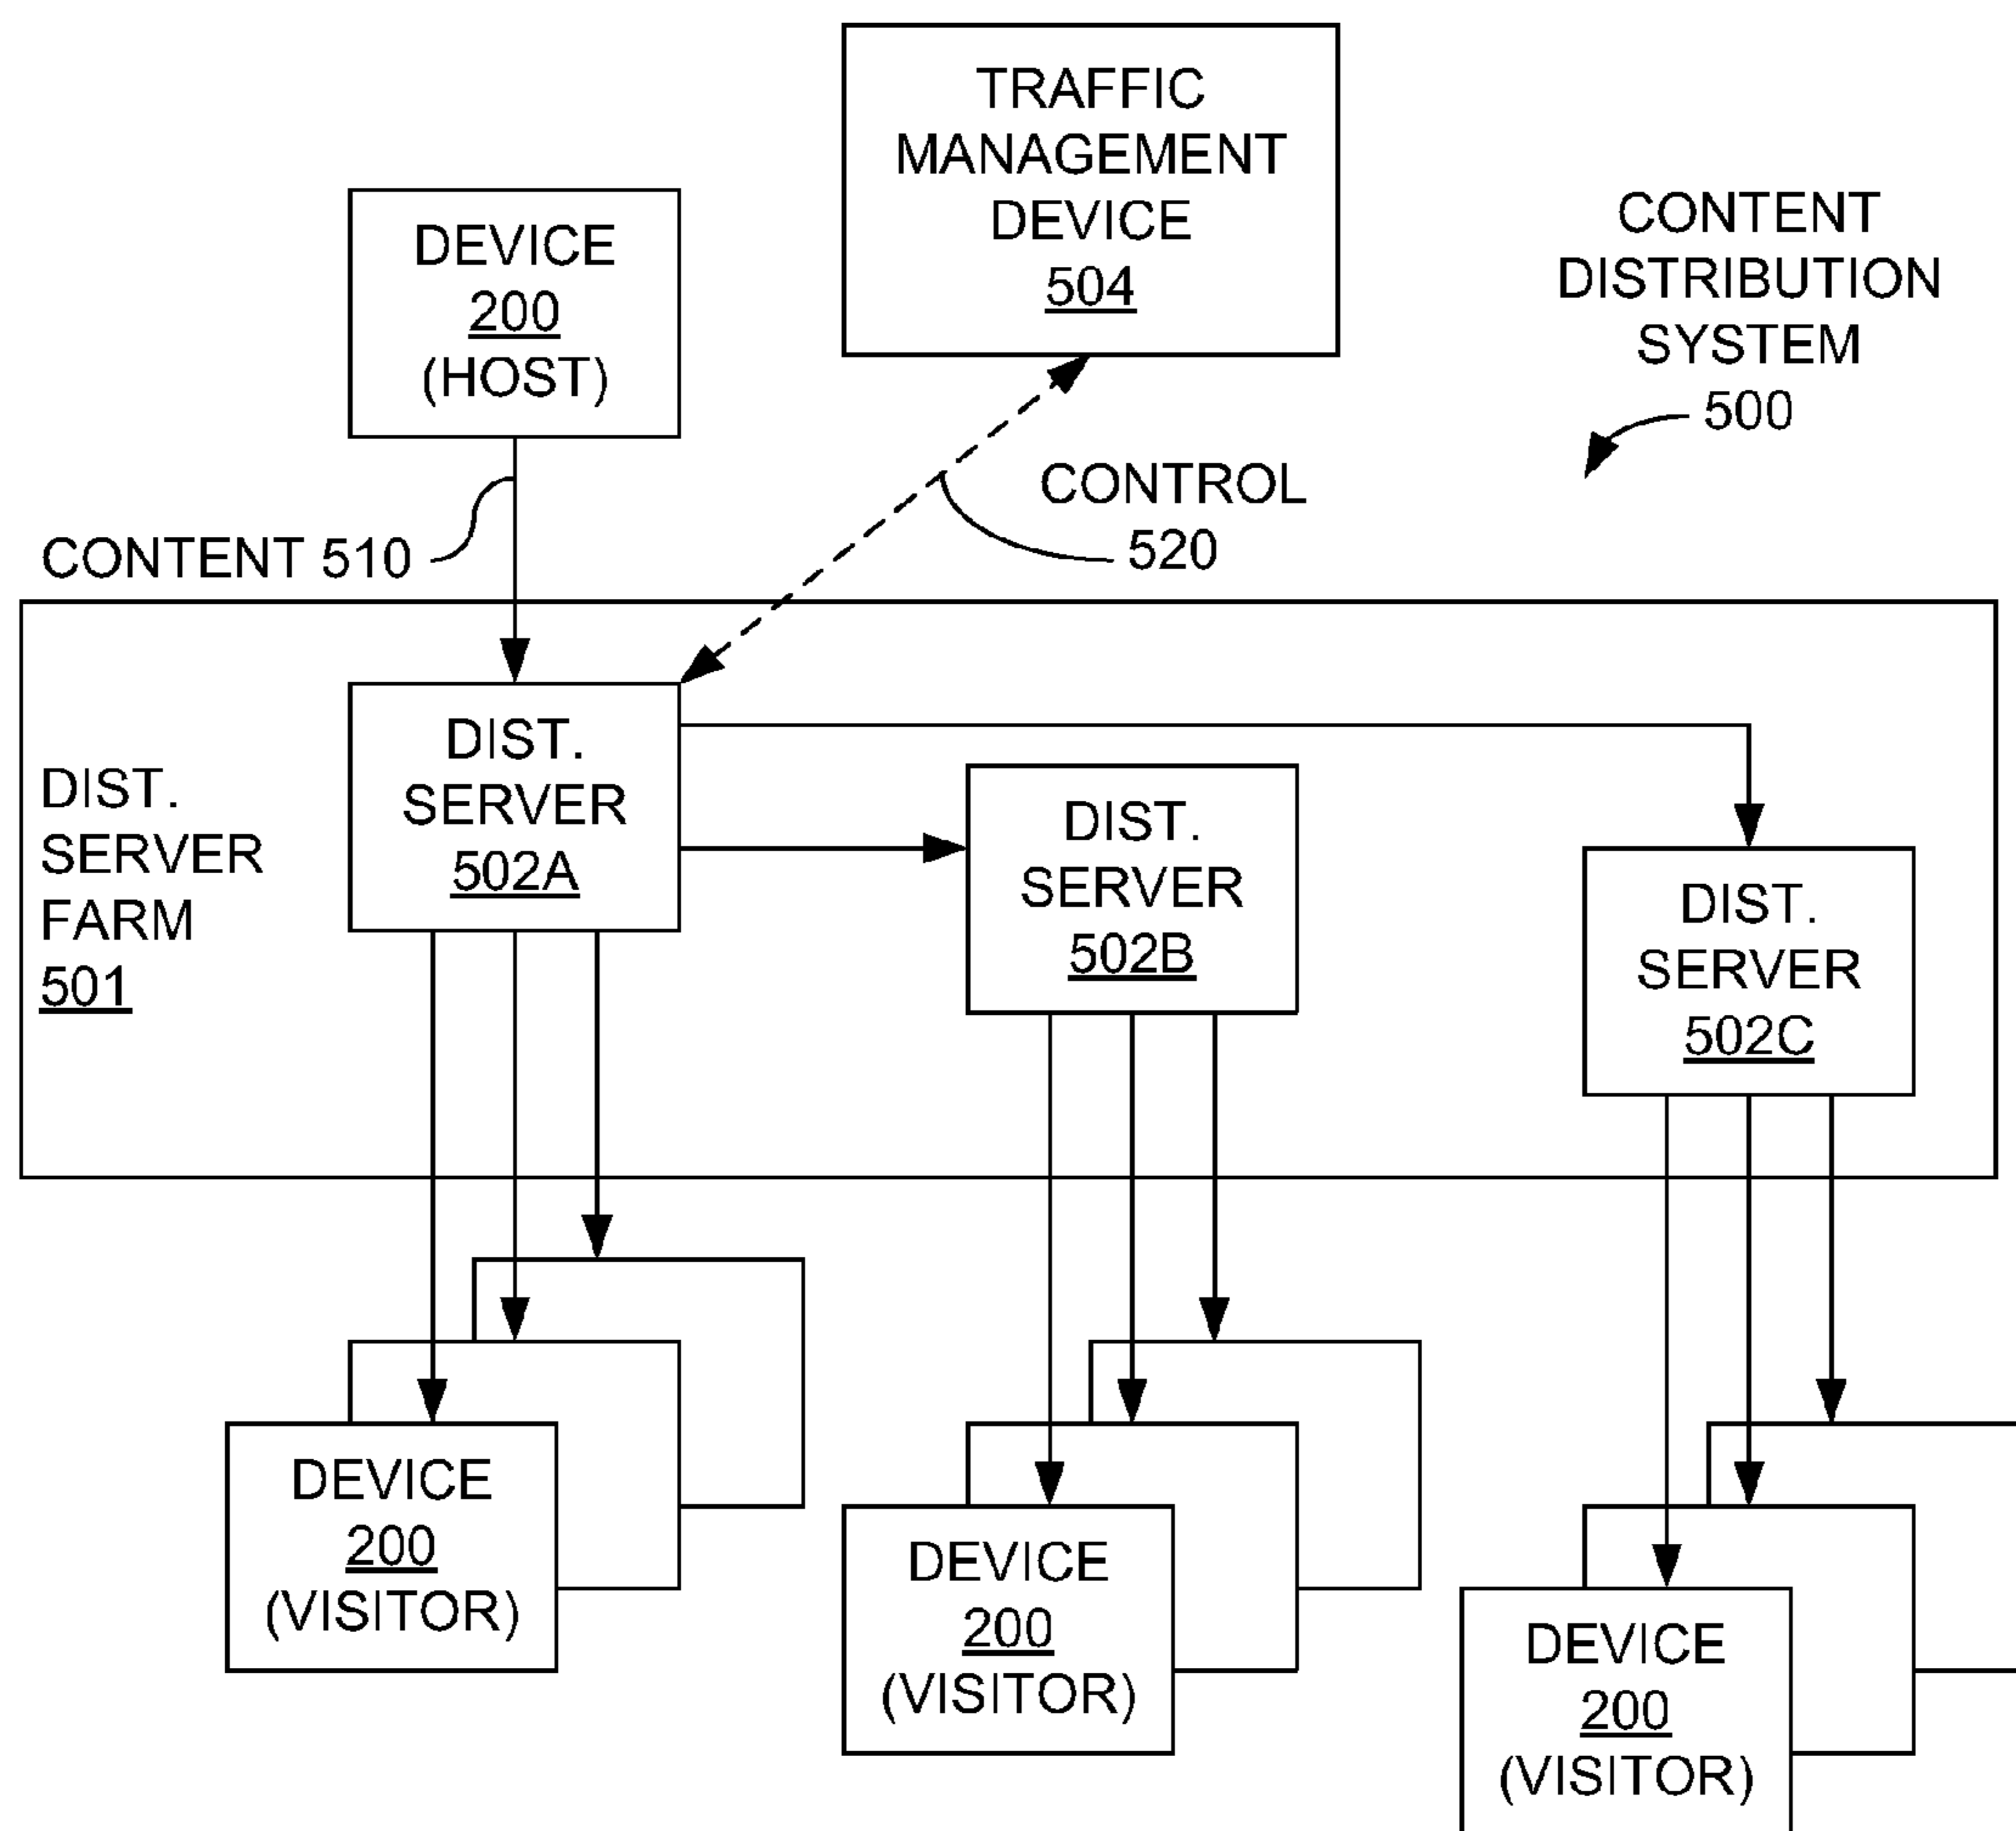 TRAFFIC
MANAGEMENT
DEVICE
504
DEVICE
200
(HOST)
CONTENT
DISTRIBUTION
SYSTEM
500
CONTROL
520
CONTENT 510
DIST.
SERVER
FARM
501
DIST.
SERVER
502A
DIST.
SERVER
502B
DIST.
SERVER
502C
DEVICE
200
(VISITOR)
DEVICE
200
(VISITOR)
DEVICE
200
(VISITOR)